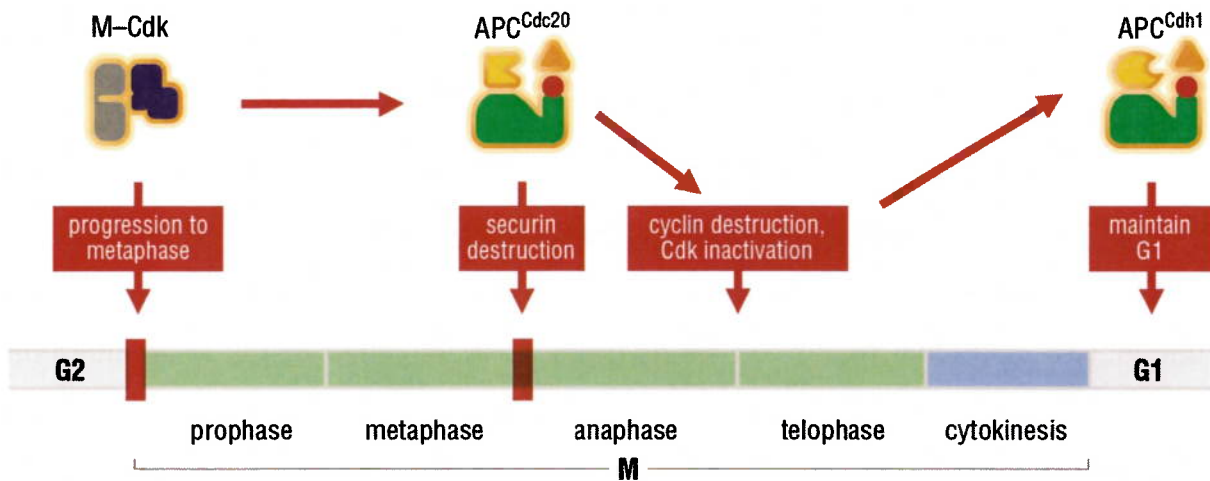 M–Cdk
APC^Cdc20
APC^Cdh1
progression to
metaphase
securin
destruction
cyclin destruction,
Cdk inactivation
maintain
G1
G2
G1
prophase
metaphase
anaphase
telophase
cytokinesis
M